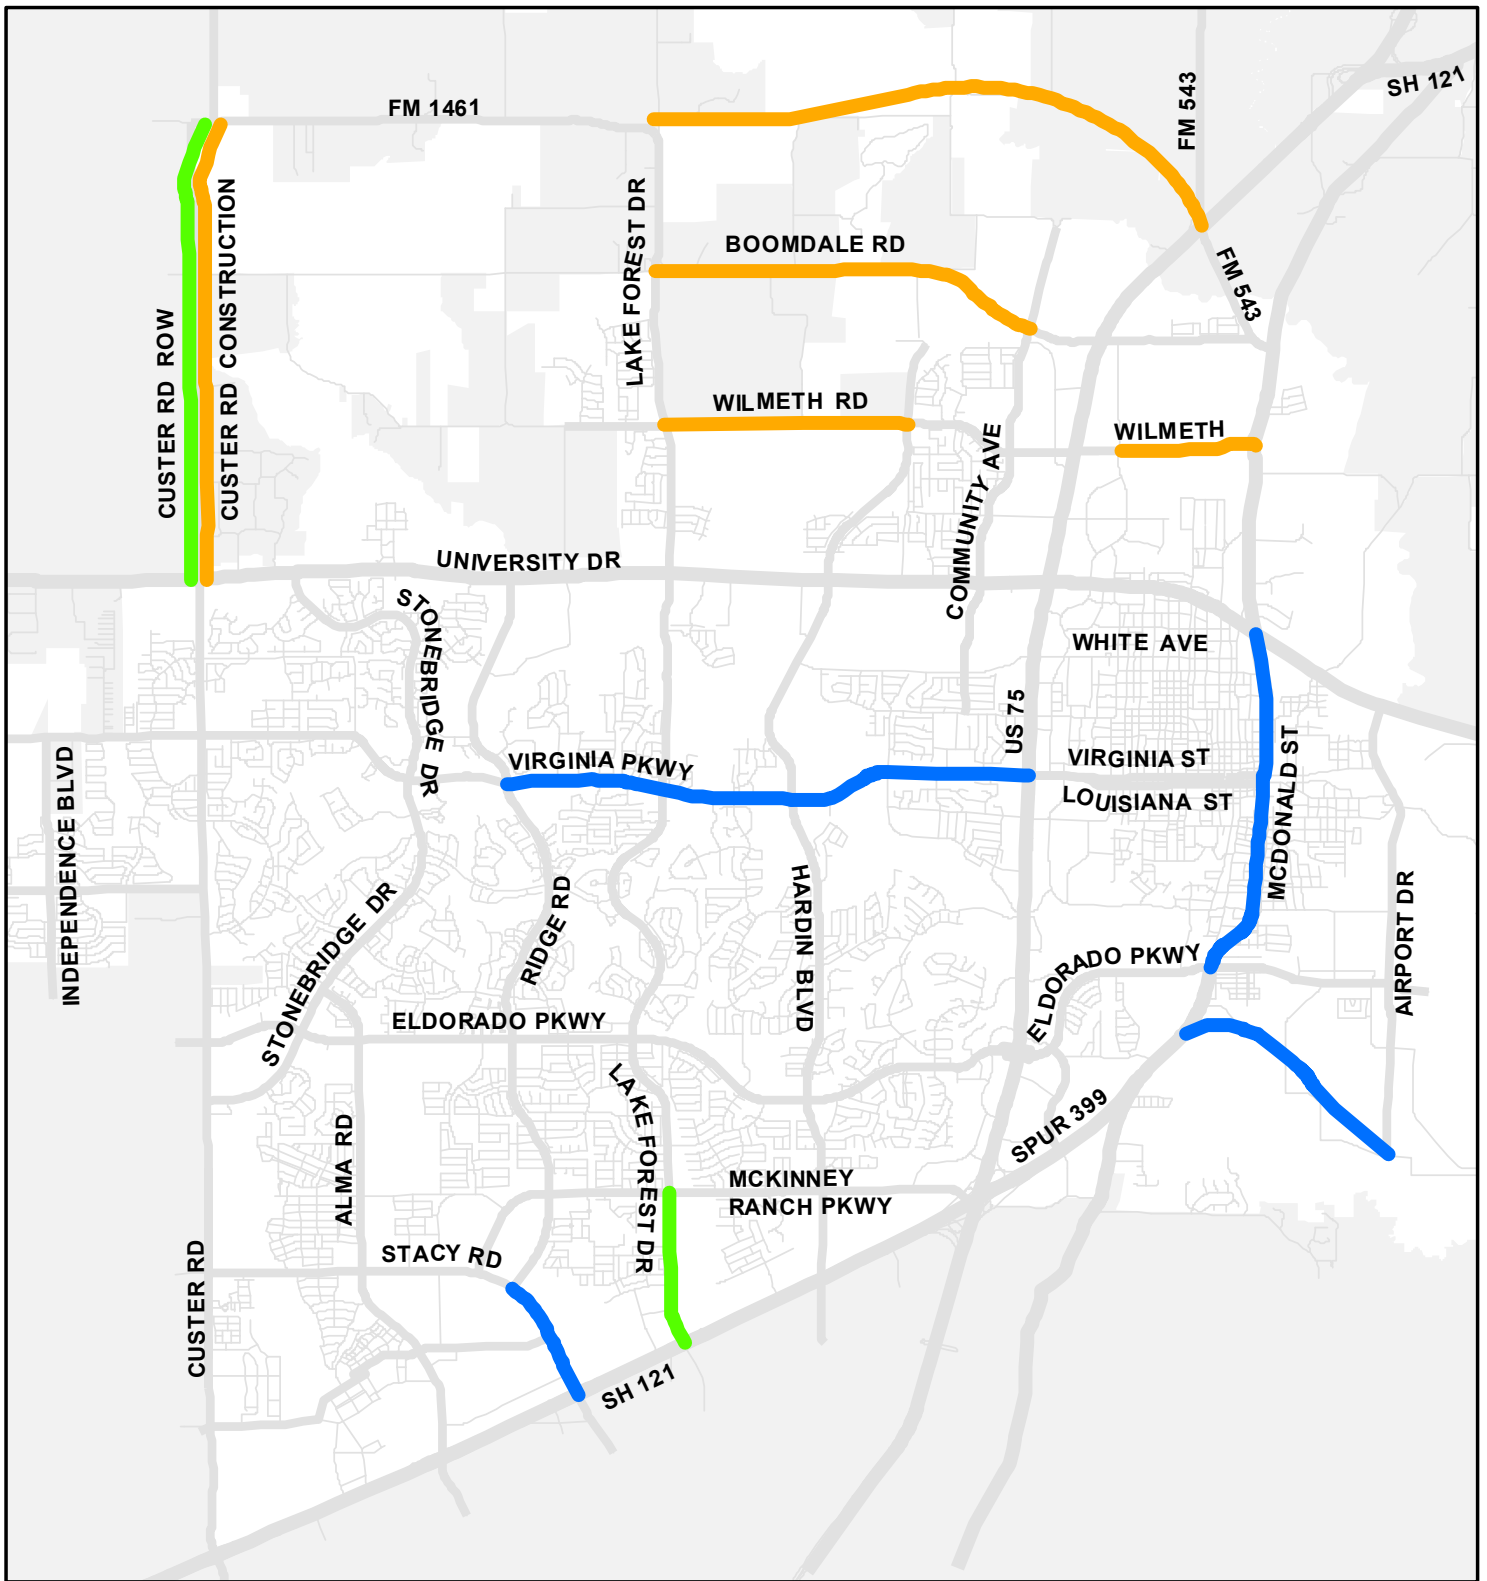 SH 121
FM 1461
FM 543
LAKE FOREST DR
CUSTER RD CONSTRUCTION
BOOMDALE RD
FM 543
CUSTER RD ROW
WILMETH RD
WILMETH
COMMUNITY AVE
UNIVERSITY DR
STONEBRIDGE DR
WHITE AVE
US 75
VIRGINIA PKWY
VIRGINIA ST
LOUISIANA ST
MCDONALD ST
INDEPENDENCE BLVD
HARDIN BLVD
AIRPORT DR
STONEBRIDGE DR
RIDGE RD
ELDORADO PKWY
ELDORADO PKWY
LAKE FOREST DR
SPUR 399
ALMA RD
MCKINNEY
RANCH PKWY
STACY RD
CUSTER RD
SH 121